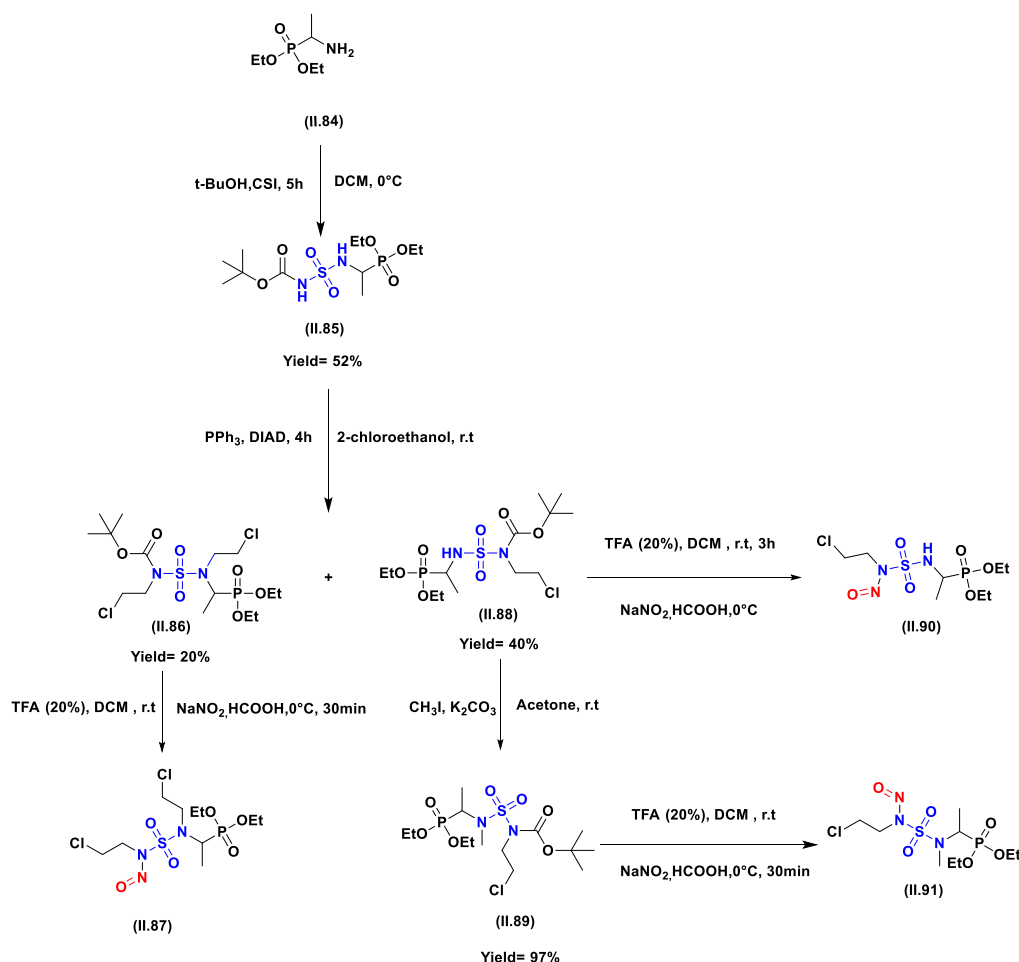 O
P
NH2
EtO
OEt
(II.84)
t-BuOH,CSI, 5h
DCM, 0°C
O
O
N
H
S
O
O
H
N
EtO
OEt
P
O
(II.85)
Yield= 52%
PPh3, DIAD, 4h
2-chloroethanol, r.t
O
O
N
S
O
O
N
Cl
Cl
O
P
OEt
OEt
(II.86)
Yield= 20%
+
O
P
EtO
OEt
HN
S
O
O
N
O
O
Cl
(II.88)
Yield= 40%
TFA (20%), DCM , r.t, 3h
NaNO2,HCOOH,0°C
Cl
N
N
O
O
S
O
H
N
O
P
OEt
OEt
(II.90)
TFA (20%), DCM , r.t
NaNO2,HCOOH,0°C, 30min
CH3I, K2CO3
Acetone, r.t
Cl
Cl
N
N
O
O
S
O
N
EtO
OEt
P
O
(II.87)
O
P
EtO
OEt
N
O
O
S
N
O
O
Cl
(II.89)
Yield= 97%
TFA (20%), DCM , r.t
NaNO2,HCOOH,0°C, 30min
O
N
N
Cl
O
S
O
N
O
P
EtO
OEt
(II.91)